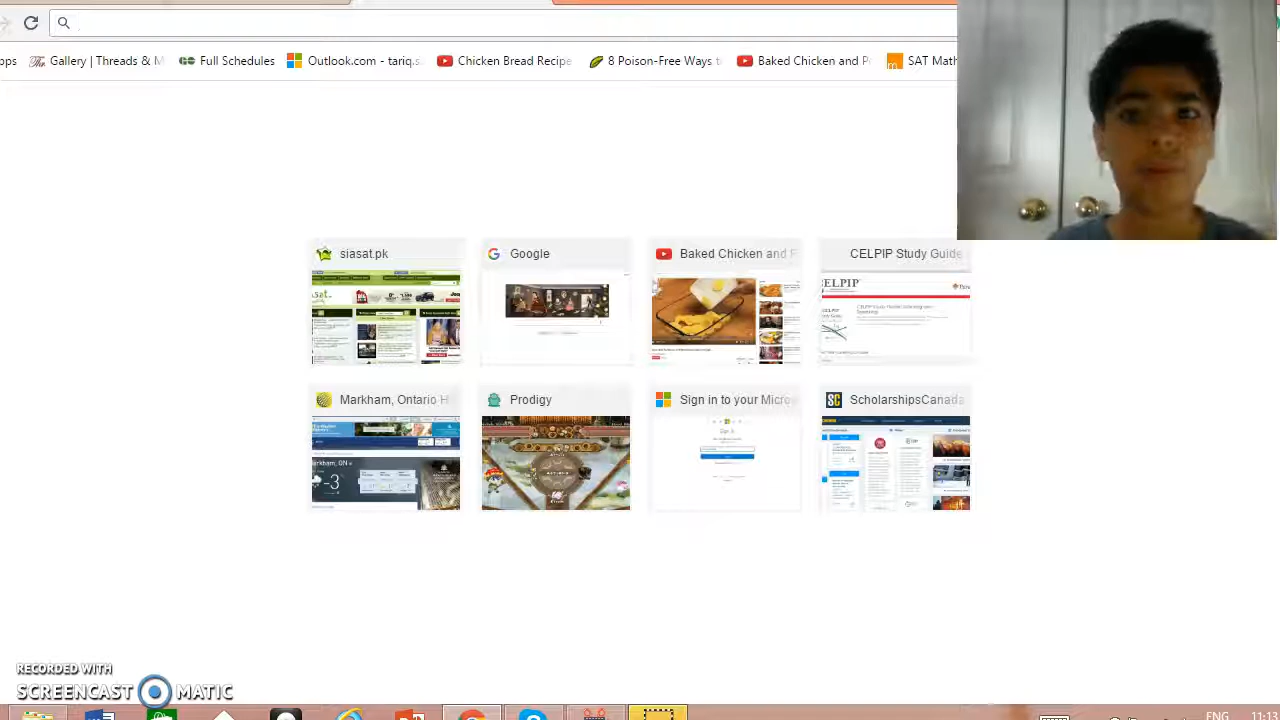 pps
The Gallery | Threads & M
Full Schedules
Outlook.com - tariq.s
Chicken Bread Recipe
8 Poison-Free Ways t
Baked Chicken and P
SAT Math
siasat.pk
Google
Baked Chicken and P
CELPIP Study Guide
Markham, Ontario H
Prodigy
Sign in to your Micro
ScholarshipsCanada
RECORDED WITH
SCREENCAST MATIC
ENG
11:13